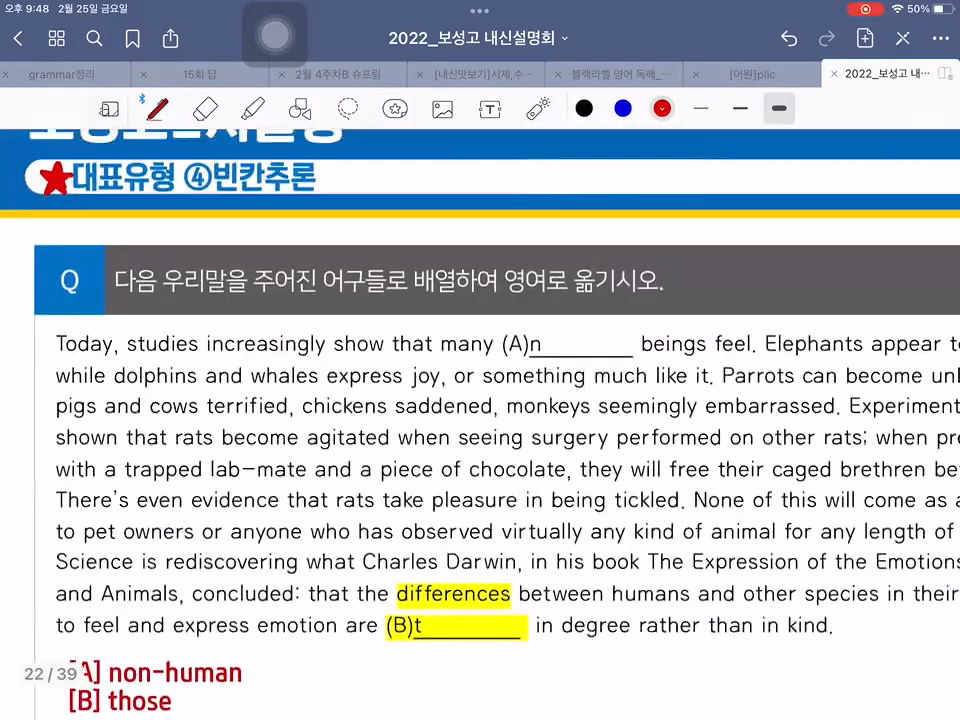 오후 9:48 2월 25일 금요일
50%
2022_보성고 내신설명회
grammar정리
15회 답
2월 4주치B 슈프림
[내신맛보기]시제,수…
블랙라벨 영어 독해_…
[어원]plic
2022_보성고 내…
대표유형 ④빈칸추론
Q 다음 우리말을 주어진 어구들로 배열하여 영여로 옮기시오.
Today, studies increasingly show that many (A)n________ beings feel. Elephants appear
while dolphins and whales express joy, or something much like it. Parrots can become
pigs and cows terrified, chickens saddened, monkeys seemingly embarrassed. Experiment
shown that rats become agitated when seeing surgery performed on other rats; when
with a trapped lab-mate and a piece of chocolate, they will free their caged brethren
There's even evidence that rats take pleasure in being tickled. None of this will come as
to pet owners or anyone who has observed virtually any kind of animal for any length of
Science is rediscovering what Charles Darwin, in his book The Expression of the Emotions
and Animals, concluded: that the differences between humans and other species in their
to feel and express emotion are (B)t________ in degree rather than in kind.
22 / 39
[A] non-human
[B] those